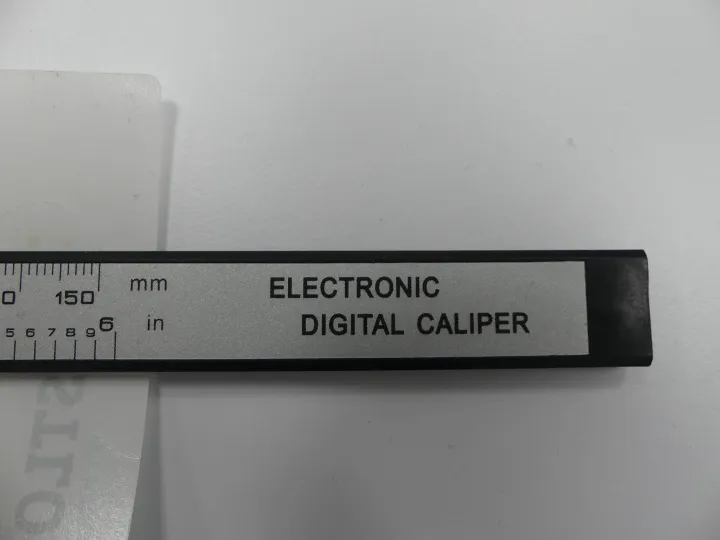 0 150 mm
ELECTRONIC
5 6 7 8 9 6 in
DIGITAL CALIPER